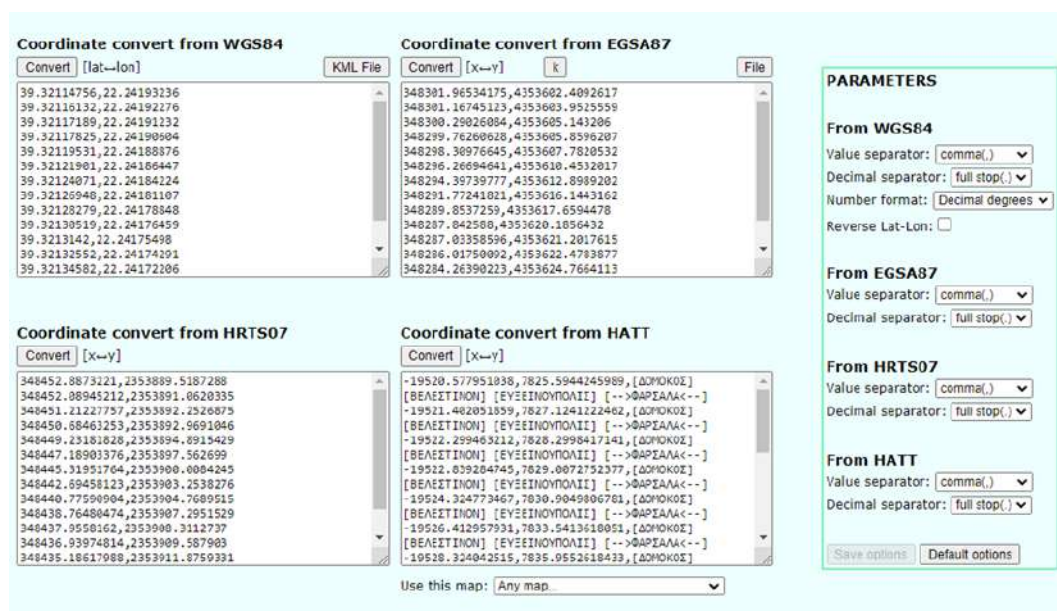 Coordinate convert from WGS84
Convert [lat↔lon] KML File
39.32114756,22.24193236
39.32116132,22.24192276
39.32117189,22.24191232
39.32117825,22.24190604
39.32119531,22.24188876
39.32121901,22.24186447
39.32124071,22.24184224
39.32126948,22.24181107
39.32128279,22.24178848
39.32130519,22.24176459
39.3213142,22.24175498
39.32132552,22.24174291
39.32134582,22.24172206
Coordinate convert from EGSA87
Convert [x↔y] k File
348301.96534175,4353602.4092617
348301.16745123,4353603.9525559
348300.29026084,4353605.143206
348299.76260628,4353605.8596207
348298.30976645,4353607.7820532
348296.26694641,4353610.4532017
348294.39739777,4353612.8989202
348291.77241821,4353616.1443162
348289.8537259,4353617.6594478
348287.842588,4353620.1856432
348287.03358596,4353621.2017615
348286.01750092,4353622.4783877
348284.26390223,4353624.7664113
Coordinate convert from HRTS07
Convert [x↔y]
348452.8873221,2353889.5187288
348452.08945212,2353891.0620335
348451.21227757,2353892.2526875
348450.68463253,2353892.9691046
348449.23181828,2353894.8915429
348447.18903376,2353897.562699
348445.31951764,2353900.0084245
348442.69458123,2353903.2538276
348440.77590904,2353904.7689515
348438.76480474,2353907.2951529
348437.9558162,2353908.3112737
348436.93974814,2353909.587903
348435.18617988,2353911.8759331
Coordinate convert from HATT
Convert [x↔y]
-19520.577951038,7825.5944245989,[ΔΟΜΟΚΟΣ]
[ΒΕΛΕΣΤΙΝΟΝ] [ΕΥΞΕΙΝΟΥΠΟΛΙΣ] [-->ΦΑΡΣΑΛΑ<--]
-19521.402051859,7827.1241222462,[ΔΟΜΟΚΟΣ]
[ΒΕΛΕΣΤΙΝΟΝ] [ΕΥΞΕΙΝΟΥΠΟΛΙΣ] [-->ΦΑΡΣΑΛΑ<--]
-19522.299463212,7828.2998417141,[ΔΟΜΟΚΟΣ]
[ΒΕΛΕΣΤΙΝΟΝ] [ΕΥΞΕΙΝΟΥΠΟΛΙΣ] [-->ΦΑΡΣΑΛΑ<--]
-19522.839284745,7829.0072752377,[ΔΟΜΟΚΟΣ]
[ΒΕΛΕΣΤΙΝΟΝ] [ΕΥΞΕΙΝΟΥΠΟΛΙΣ] [-->ΦΑΡΣΑΛΑ<--]
-19524.324773467,7830.9049806781,[ΔΟΜΟΚΟΣ]
[ΒΕΛΕΣΤΙΝΟΝ] [ΕΥΞΕΙΝΟΥΠΟΛΙΣ] [-->ΦΑΡΣΑΛΑ<--]
-19526.412957931,7833.5413618051,[ΔΟΜΟΚΟΣ]
[ΒΕΛΕΣΤΙΝΟΝ] [ΕΥΞΕΙΝΟΥΠΟΛΙΣ] [-->ΦΑΡΣΑΛΑ<--]
-19528.324042515,7835.9552618433,[ΔΟΜΟΚΟΣ]
Use this map: Any map...
PARAMETERS
From WGS84
Value separator: comma(,)
Decimal separator: full stop(.)
Number format: Decimal degrees
Reverse Lat-Lon:
From EGSA87
Value separator: comma(,)
Decimal separator: full stop(.)
From HRTS07
Value separator: comma(,)
Decimal separator: full stop(.)
From HATT
Value separator: comma(,)
Decimal separator: full stop(.)
Save options Default options